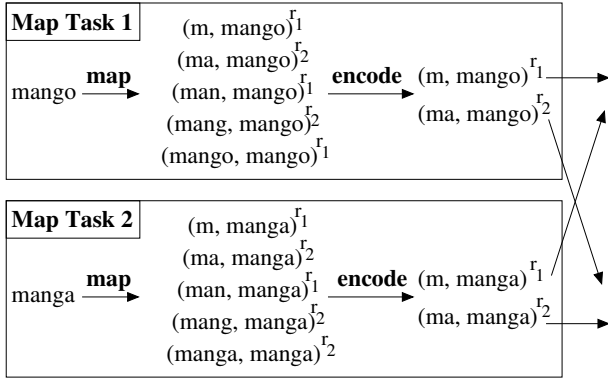 Map Task 1
mango
map
(m, mango)^r1
(ma, mango)^r2
(man, mango)^r1
(mang, mango)^r2
(mango, mango)^r1
encode
(m, mango)^r1
(ma, mango)^r2
Map Task 2
manga
map
(m, manga)^r1
(ma, manga)^r2
(man, manga)^r1
(mang, manga)^r2
(manga, manga)^r2
encode
(m, manga)^r1
(ma, manga)^r2